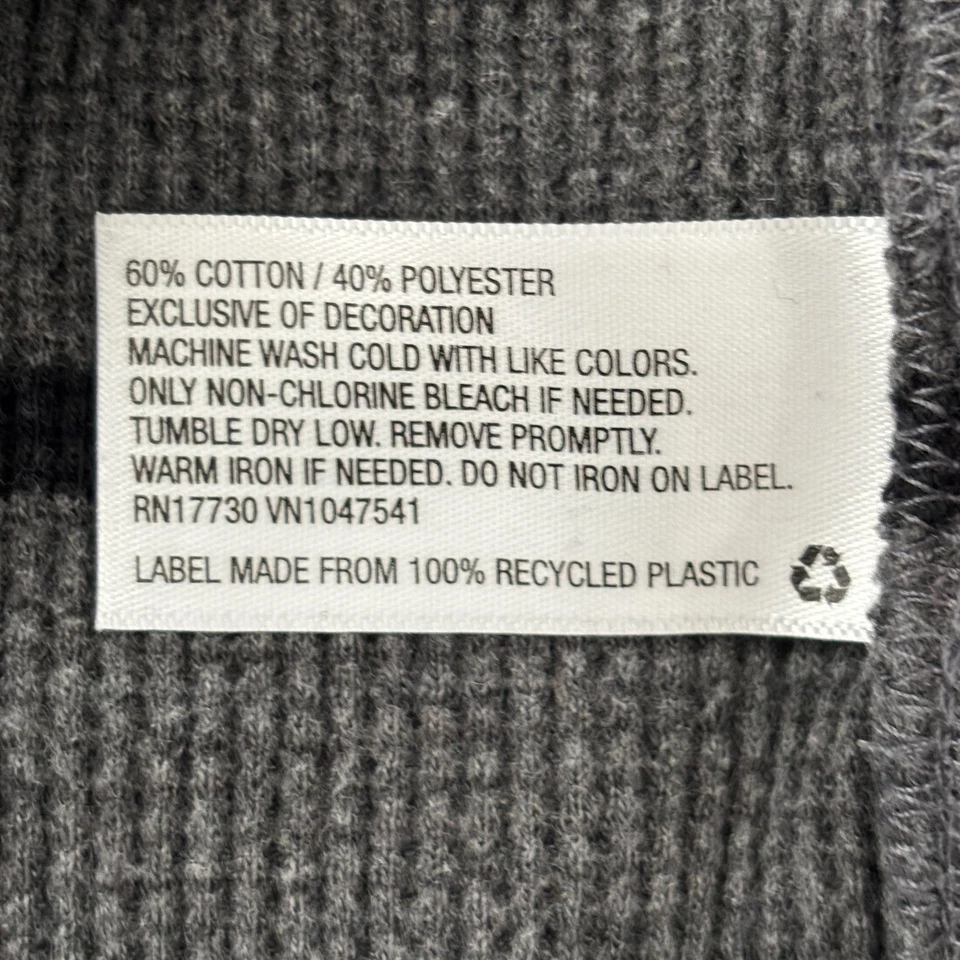 60% COTTON / 40% POLYESTER
EXCLUSIVE OF DECORATION
MACHINE WASH COLD WITH LIKE COLORS.
ONLY NON-CHLORINE BLEACH IF NEEDED.
TUMBLE DRY LOW. REMOVE PROMPTLY.
WARM IRON IF NEEDED. DO NOT IRON ON LABEL.
RN17730 VN1047541
LABEL MADE FROM 100% RECYCLED PLASTIC